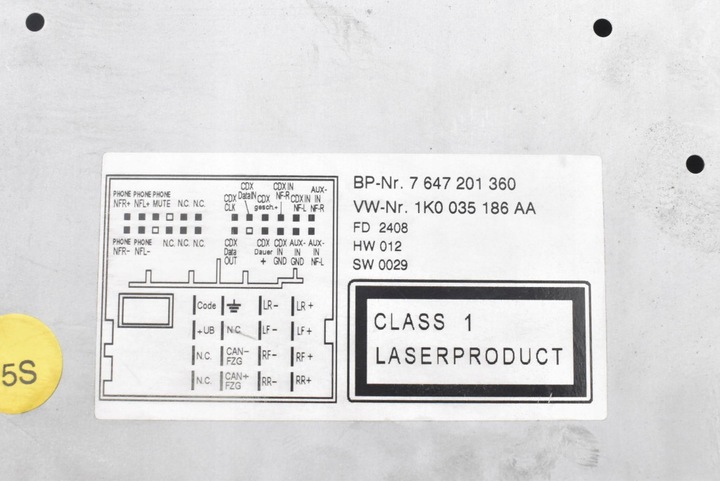 BP-Nr. 7 647 201 360
VW-Nr. 1K0 035 186 AA
FD 2408
HW 012
SW 0029
CLASS 1
LASERPRODUCT
PHONE PHONE PHONE
NFR+ NFL+ MUTE N.C. N.C.
PHONE PHONE
NFR- NFL- N.C. N.C. N.C.
CDX CLK
CDX DataIN
CDX gesch.+
CDX IN NF-R
CDX IN NF-L
AUX-IN NF-R
CDX Data OUT
CDX Dauer +
CDX IN GND
AUX-IN GND
AUX-IN NF-L
Code LR- LR+
+UB N.C. LF- LF+
N.C. CAN- FZG RF- RF+
N.C. CAN+ FZG RR- RR+
5S